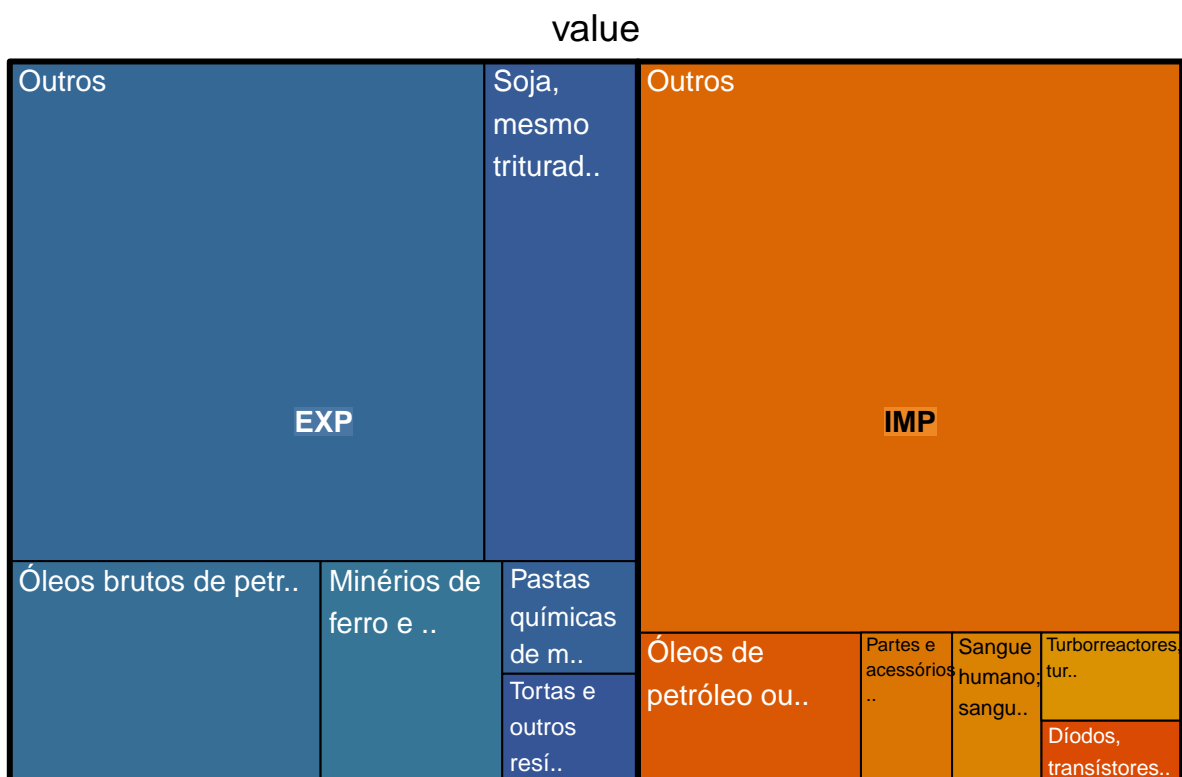 value
Outros
Soja,
mesmo
triturad..
EXP
Óleos brutos de petr..
Minérios de
ferro e ..
Pastas
químicas
de m..
Tortas e
outros
resí..
Outros
IMP
Óleos de
petróleo ou..
Partes e
acessórios
..
Sangue
humano;
sangu..
Turborreactores,
tur..
Díodos,
transístores..